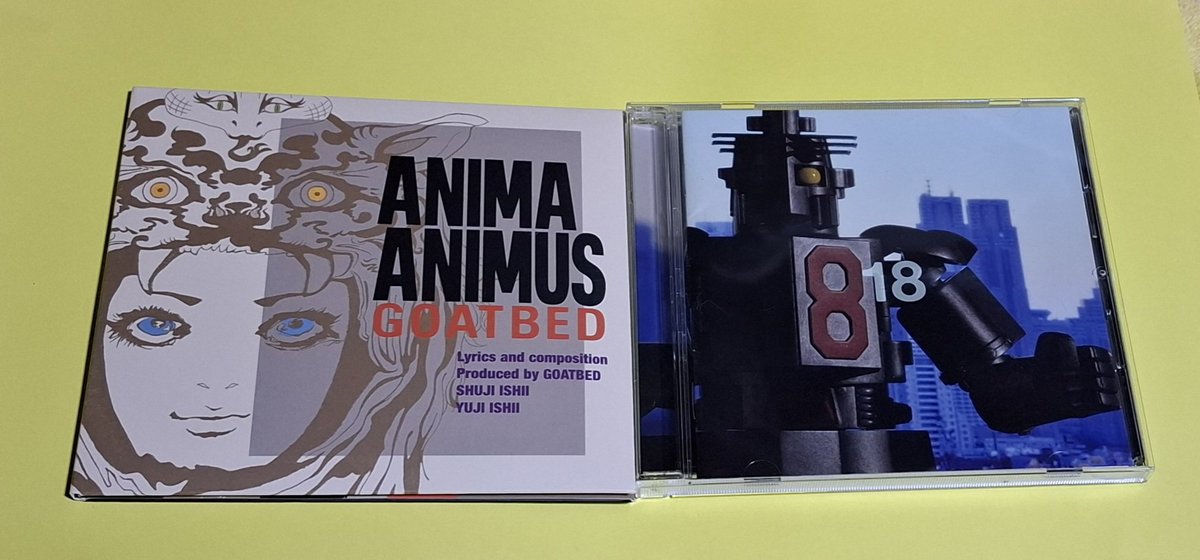 ANIMA
ANIMUS
GOATBED
Lyrics and composition
Produced by GOATBED
SHUJI ISHII
YUJI ISHII
8
18